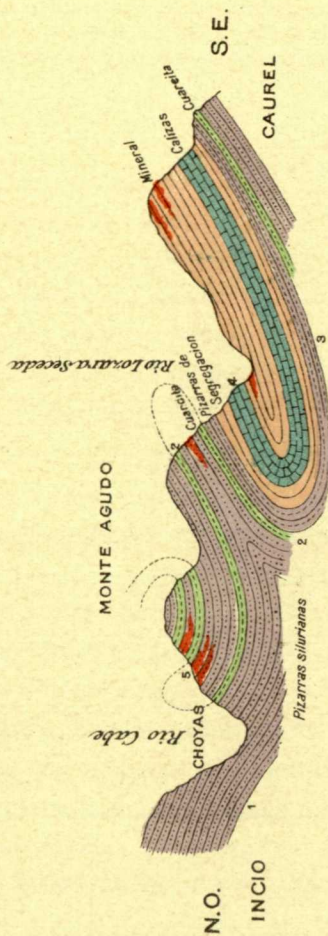 N.O.
INCIO
1
Rio Cabe
CHOYAS
5
MONTE AGUDO
Pizarras silurianas
2
2
Cuarcita
Pizarras de
Segregacion
4
Rio Lozara-Seceda
3
Mineral
Calizas
Cuarcita
S.E.
CAUREL